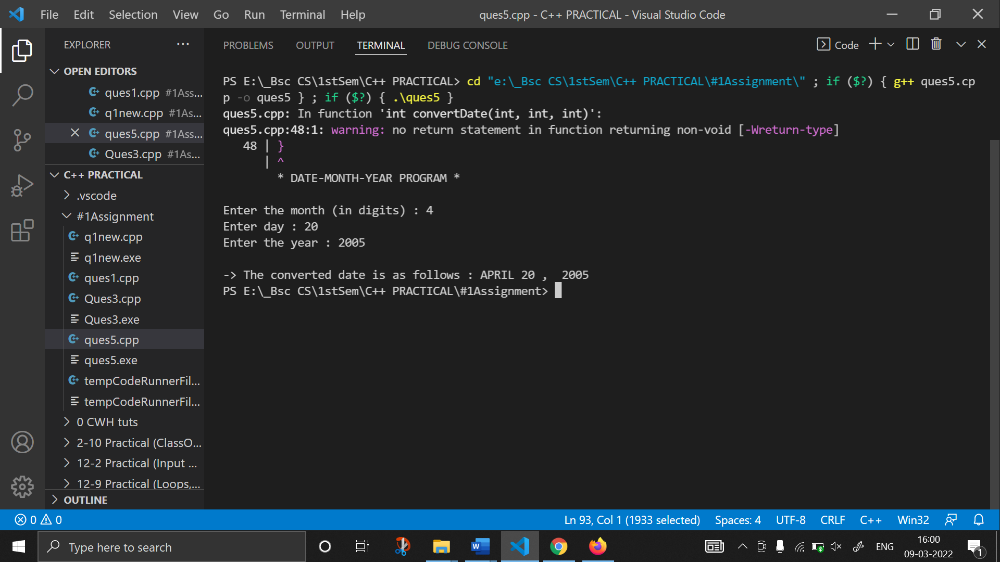 File Edit Selection View Go Run Terminal Help
ques5.cpp - C++ PRACTICAL - Visual Studio Code
EXPLORER
OPEN EDITORS
ques1.cpp #1Ass...
q1new.cpp #1As...
ques5.cpp #1Ass...
Ques3.cpp #1As...
C++ PRACTICAL
.vscode
#1Assignment
q1new.cpp
q1new.exe
ques1.cpp
Ques3.cpp
Ques3.exe
ques5.cpp
ques5.exe
tempCodeRunnerFil...
tempCodeRunnerFil...
0 CWH tuts
2-10 Practical (ClassO...
12-2 Practical (Input ...
12-9 Practical (Loops,...
OUTLINE
PROBLEMS OUTPUT TERMINAL DEBUG CONSOLE
Code
PS E:\_Bsc CS\1stSem\C++ PRACTICAL> cd "e:\_Bsc CS\1stSem\C++ PRACTICAL\#1Assignment\" ; if ($?) { g++ ques5.cp
p -o ques5 } ; if ($?) { .\ques5 }
ques5.cpp: In function 'int convertDate(int, int, int)':
ques5.cpp:48:1: warning: no return statement in function returning non-void [-Wreturn-type]
48 | }
| ^
* DATE-MONTH-YEAR PROGRAM *
Enter the month (in digits) : 4
Enter day : 20
Enter the year : 2005
-> The converted date is as follows : APRIL 20 ,  2005
PS E:\_Bsc CS\1stSem\C++ PRACTICAL\#1Assignment>
0 0
Ln 93, Col 1 (1933 selected) Spaces: 4 UTF-8 CRLF C++ Win32
Type here to search
W
ENG
16:00
09-03-2022
1